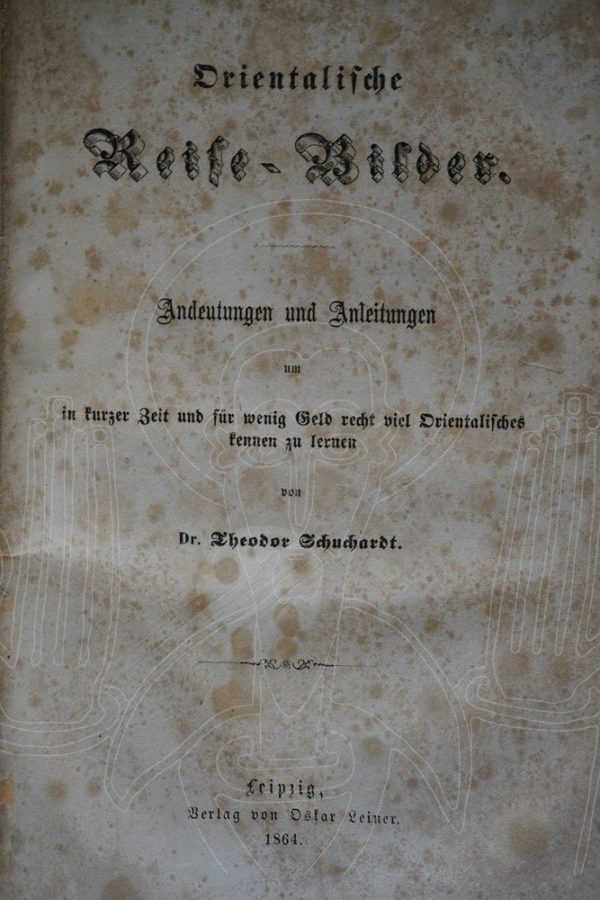 Orientalische
Reise-Bilder.
Andeutungen und Anleitungen
um
in kurzer Zeit und für wenig Geld recht viel Orientalisches
kennen zu lernen
von
Dr. Theodor Schuchardt.
Leipzig,
Verlag von Oskar Leiner.
1864.